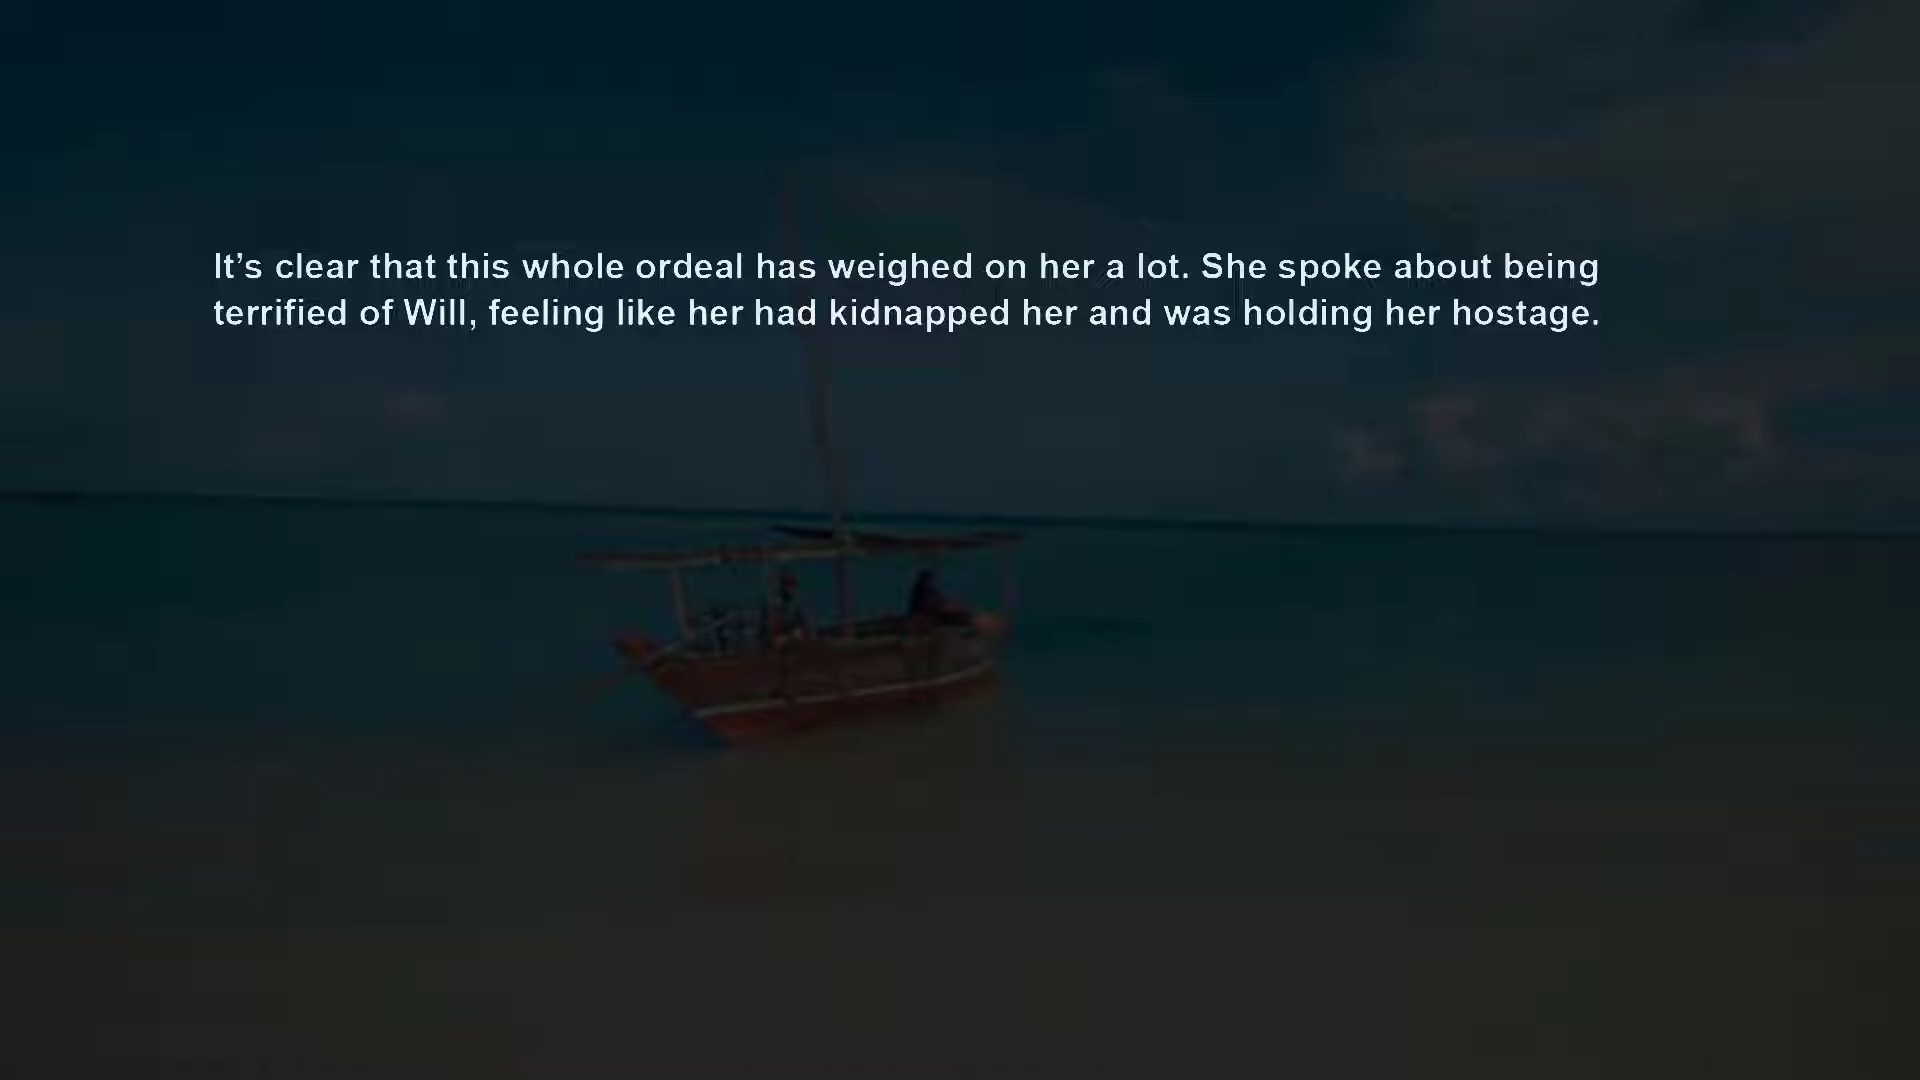 It’s clear that this whole ordeal has weighed on her a lot. She spoke about being
terrified of Will, feeling like her had kidnapped her and was holding her hostage.